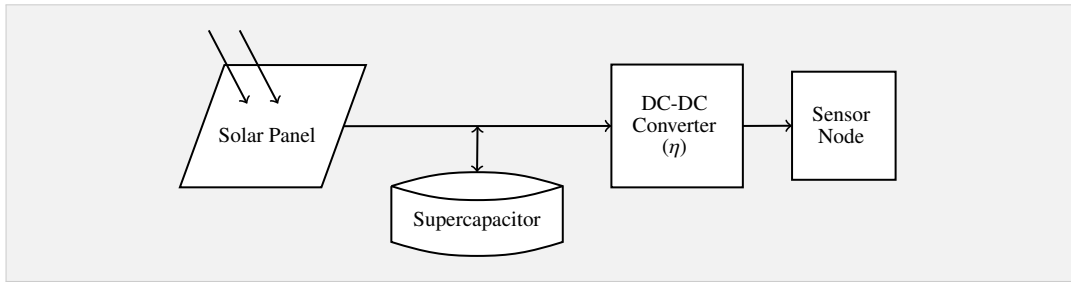 Solar Panel
DC-DC
Converter
(η)
Sensor
Node
Supercapacitor